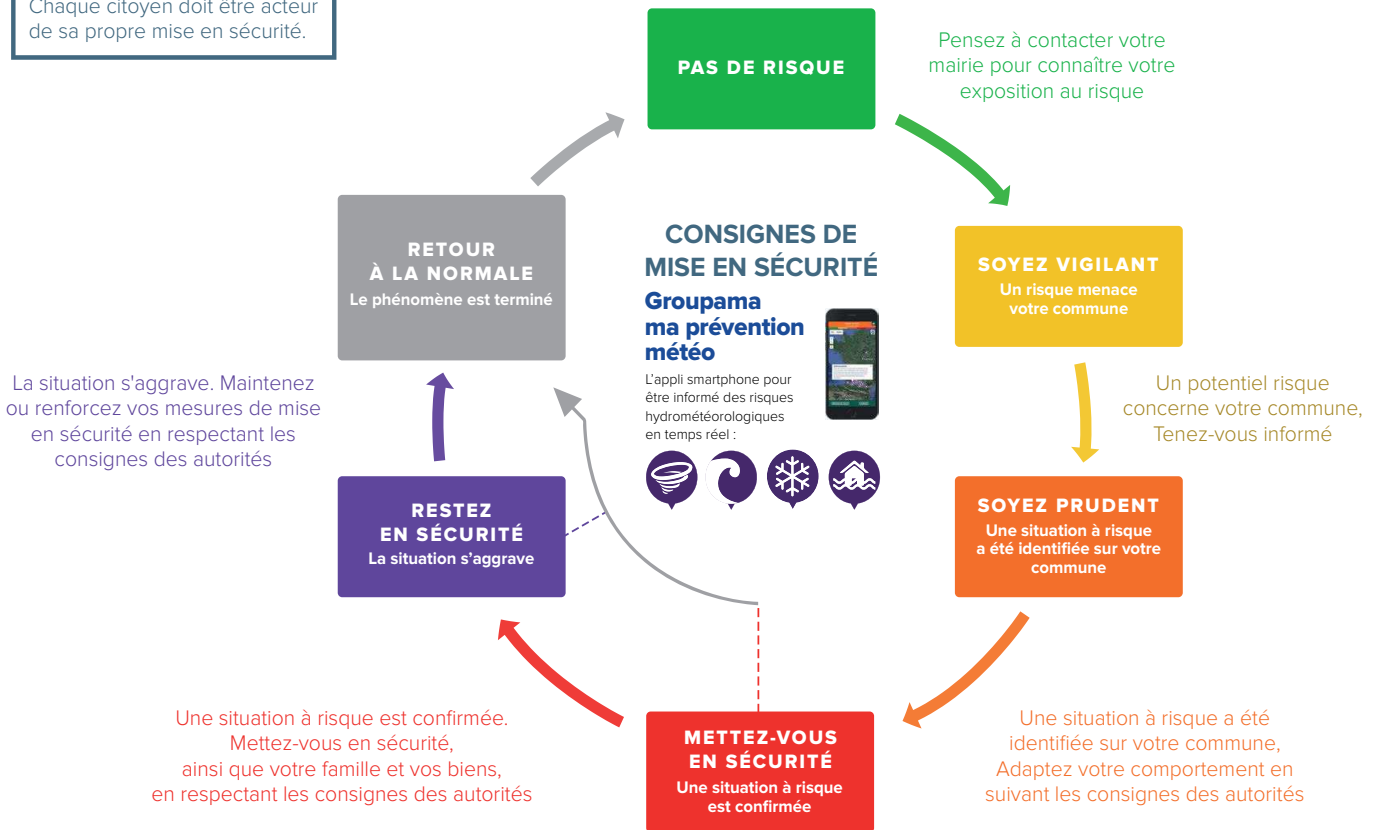 Chaque citoyen doit être acteur
de sa propre mise en sécurité.
PAS DE RISQUE
Pensez à contacter votre
mairie pour connaître votre
exposition au risque
SOYEZ VIGILANT
Un risque menace
votre commune
Un potentiel risque
concerne votre commune,
Tenez-vous informé
SOYEZ PRUDENT
Une situation à risque
a été identifiée sur votre
commune
Une situation à risque a été
identifiée sur votre commune,
Adaptez votre comportement en
suivant les consignes des autorités
METTEZ-VOUS
EN SÉCURITÉ
Une situation à risque
est confirmée
Une situation à risque est confirmée.
Mettez-vous en sécurité,
ainsi que votre famille et vos biens,
en respectant les consignes des autorités
RESTEZ
EN SÉCURITÉ
La situation s’aggrave
La situation s'aggrave. Maintenez
ou renforcez vos mesures de mise
en sécurité en respectant les
consignes des autorités
RETOUR
À LA NORMALE
Le phénomène est terminé
CONSIGNES DE
MISE EN SÉCURITÉ
Groupama
ma prévention
météo
L’appli smartphone pour
être informé des risques
hydrométéorologiques
en temps réel :